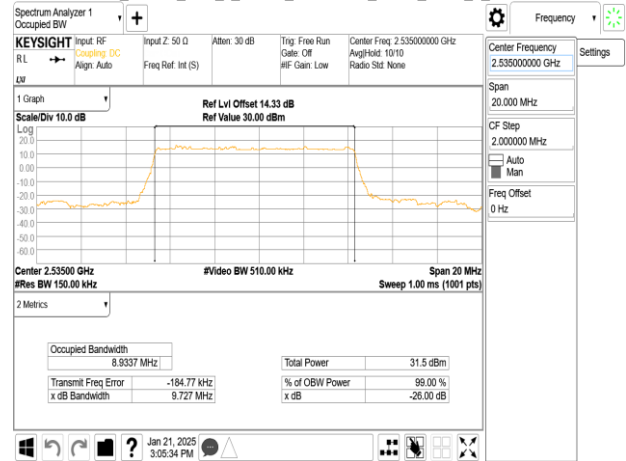 Spectrum Analyzer 1
Occupied BW
Frequency
KEYSIGHT
Input: RF
Coupling: DC
Align: Auto
Input Z: 50 Ω
Freq Ref: Int (S)
Atten: 30 dB
Trig: Free Run
Gate: Off
#IF Gain: Low
Center Freq: 2.535000000 GHz
Avg|Hold: 10/10
Radio Std: None
RL
LXI
Center Frequency
2.535000000 GHz
Settings
Span
20.000 MHz
CF Step
2.000000 MHz
Auto
Man
Freq Offset
0 Hz
1 Graph
Scale/Div 10.0 dB
Ref Lvl Offset 14.33 dB
Ref Value 30.00 dBm
Log
20.0
10.0
0.00
-10.0
-20.0
-30.0
-40.0
-50.0
-60.0
Center 2.53500 GHz
#Res BW 150.00 kHz
#Video BW 510.00 kHz
Span 20 MHz
Sweep 1.00 ms (1001 pts)
2 Metrics
Occupied Bandwidth
8.9337 MHz
Transmit Freq Error -184.77 kHz
x dB Bandwidth 9.727 MHz
Total Power 31.5 dBm
% of OBW Power 99.00 %
x dB -26.00 dB
?
Jan 21, 2025
3:05:34 PM